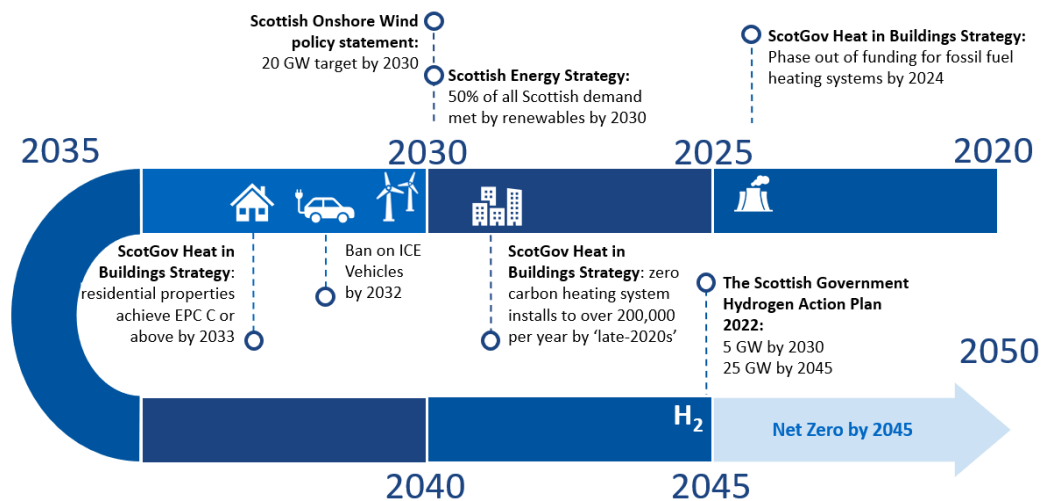 Scottish Onshore Wind
policy statement:
20 GW target by 2030
Scottish Energy Strategy:
50% of all Scottish demand
met by renewables by 2030
ScotGov Heat in Buildings Strategy:
Phase out of funding for fossil fuel
heating systems by 2024
2035
2030
2025
2020
ScotGov Heat in
Buildings Strategy:
residential properties
achieve EPC C or
above by 2033
Ban on ICE
Vehicles
by 2032
ScotGov Heat in
Buildings Strategy: zero
carbon heating system
installs to over 200,000
per year by ‘late-2020s’
The Scottish Government
Hydrogen Action Plan
2022:
5 GW by 2030
25 GW by 2045
2050
H₂
Net Zero by 2045
2040
2045